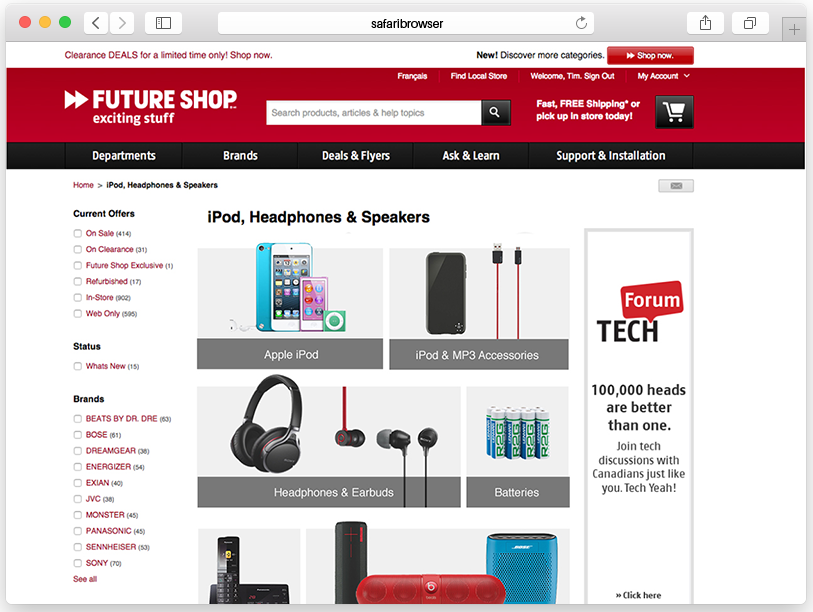 safaribrowser
Clearance DEALS for a limited time only! Shop now.
New! Discover more categories.
Shop now.
Français
Find Local Store
Welcome, Tim. Sign Out
My Account
FUTURE SHOP
exciting stuff
Search products, articles & help topics
Fast, FREE Shipping* or
pick up in store today!
Departments
Brands
Deals & Flyers
Ask & Learn
Support & Installation
Home > iPod, Headphones & Speakers
Current Offers
On Sale (414)
On Clearance (31)
Future Shop Exclusive (1)
Refurbished (17)
In-Store (902)
Web Only (595)
Status
Whats New (15)
Brands
BEATS BY DR. DRE (63)
BOSE (61)
DREAMGEAR (38)
ENERGIZER (54)
EXIAN (40)
JVC (38)
MONSTER (45)
PANASONIC (45)
SENNHEISER (53)
SONY (70)
See all
iPod, Headphones & Speakers
Apple iPod
iPod & MP3 Accessories
Headphones & Earbuds
R2G
R2G
R2G
R2G
Batteries
BOSE
Forum
TECH
100,000 heads
are better
than one.
Join tech
discussions with
Canadians just like
you. Tech Yeah!
» Click here